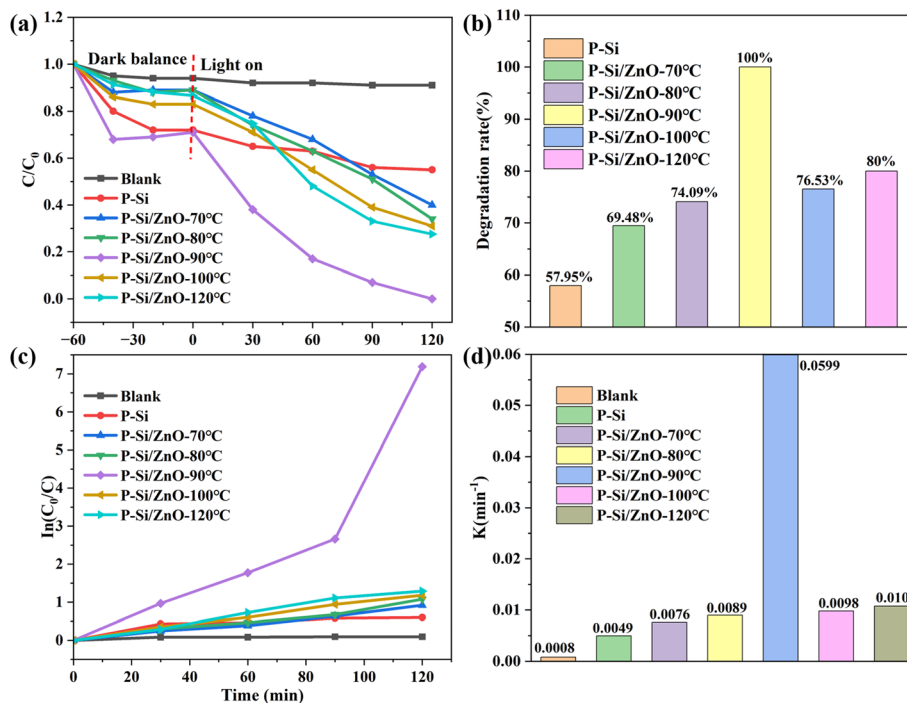 (a)
1.2
1.0
0.8
0.6
0.4
0.2
0.0
C/C0
Dark balance
Light on
Blank
P-Si
P-Si/ZnO-70℃
P-Si/ZnO-80℃
P-Si/ZnO-90℃
P-Si/ZnO-100℃
P-Si/ZnO-120℃
−60 -30 0 30 60 90 120
(b)
110
100
90
80
70
60
50
Degradation rate(%)
P-Si
P-Si/ZnO-70℃
P-Si/ZnO-80℃
P-Si/ZnO-90℃
P-Si/ZnO-100℃
P-Si/ZnO-120℃
57.95%
69.48%
74.09%
100%
76.53%
80%
(c)
7
6
5
4
3
2
1
0
In(C0/C)
Blank
P-Si
P-Si/ZnO-70℃
P-Si/ZnO-80℃
P-Si/ZnO-90℃
P-Si/ZnO-100℃
P-Si/ZnO-120℃
0 20 40 60 80 100 120
Time (min)
(d)
0.06
0.05
0.04
0.03
0.02
0.01
0.00
K(min-1)
Blank
P-Si
P-Si/ZnO-70℃
P-Si/ZnO-80℃
P-Si/ZnO-90℃
P-Si/ZnO-100℃
P-Si/ZnO-120℃
0.0008
0.0049
0.0076
0.0089
0.0599
0.0098
0.010